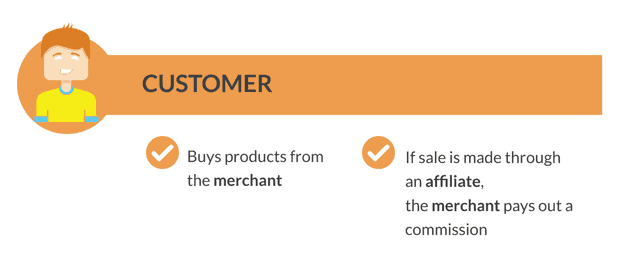 CUSTOMER
Buys products from
the merchant
If sale is made through
an affiliate,
the merchant pays out a
commission